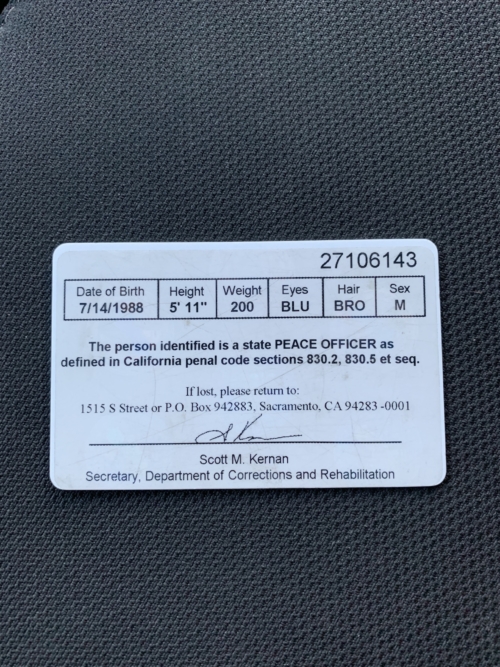 27106143
Date of Birth Height Weight Eyes Hair Sex
7/14/1988 5' 11" 200 BLU BRO M
The person identified is a state PEACE OFFICER as
defined in California penal code sections 830.2, 830.5 et seq.
If lost, please return to:
1515 S Street or P.O. Box 942883, Sacramento, CA 94283-0001
Scott M. Kernan
Secretary, Department of Corrections and Rehabilitation